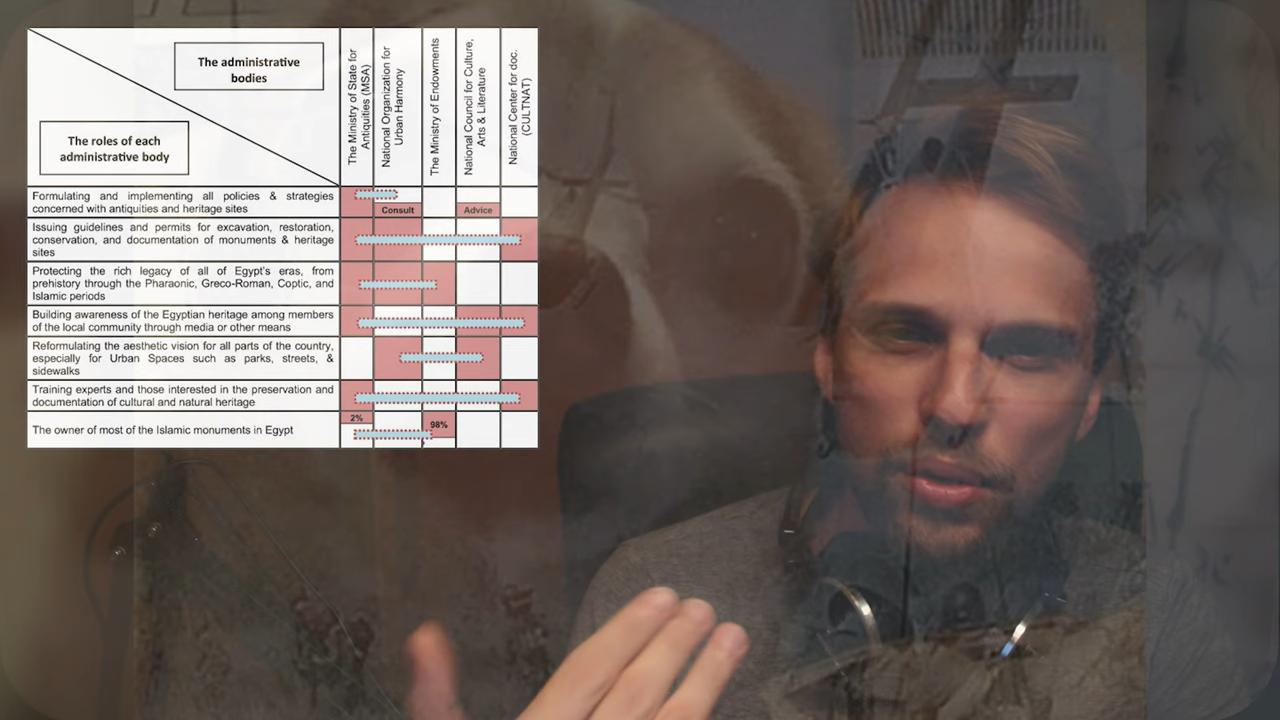 The administrative
bodies
The roles of each
administrative body
The Ministry of State for
Antiquities (MSA)
National Organization for
Urban Harmony
The Ministry of Endowments
National Council for Culture,
Arts & Literature
National Center for doc.
(CULTNAT)
Formulating and implementing all policies & strategies
concerned with antiquities and heritage sites
Consult
Advice
Issuing guidelines and permits for excavation, restoration,
conservation, and documentation of monuments & heritage
sites
Protecting the rich legacy of all of Egypt's eras, from
prehistory through the Pharaonic, Greco-Roman, Coptic, and
Islamic periods
Building awareness of the Egyptian heritage among members
of the local community through media or other means
Reformulating the aesthetic vision for all parts of the country,
especially for Urban Spaces such as parks, streets, &
sidewalks
Training experts and those interested in the preservation and
documentation of cultural and natural heritage
The owner of most of the Islamic monuments in Egypt
2%
98%